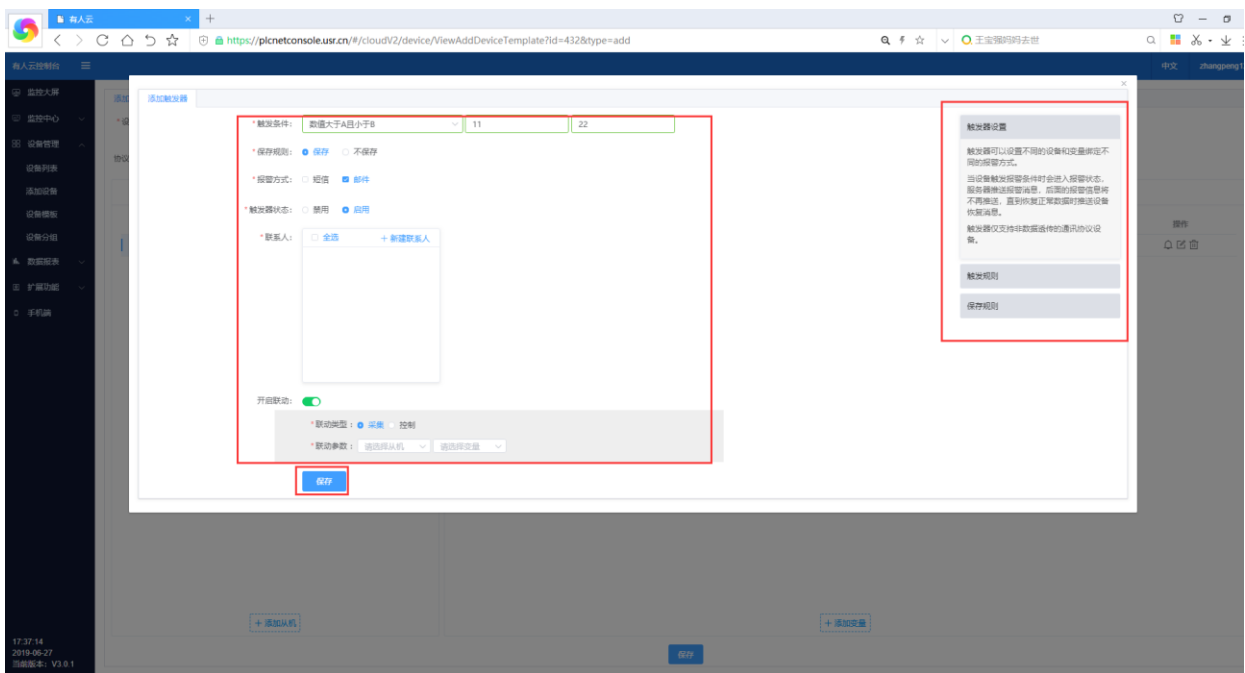 有人云
https://plcnetconsole.usr.cn/#/cloudV2/device/ViewAddDeviceTemplate?id=432&type=add
王宝强妈妈去世
有人云控制台
中文
zhangpeng1
监控大屏
监控中心
设备管理
设备列表
添加设备
设备模板
设备分组
数据报表
扩展功能
手机端
17:37:14
2019-06-27
当前版本：V3.0.1
添加触发器
*触发条件： 数值大于A且小于B 11 22
*保存规则： 保存 不保存
*报警方式： 短信 邮件
*触发器状态： 禁用 启用
*联系人： 全选 + 新建联系人
开启联动：
*联动类型： 采集 控制
*联动参数： 请选择从机 请选择变量
保存
触发器设置
触发器可以设置不同的设备和变量绑定不
同的报警方式。
当设备触发报警条件时会进入报警状态，
服务器推送报警消息，后面的报警信息将
不再推送，直到恢复正常数据时推送设备
恢复消息。
触发器仅支持非数据透传的通讯协议设
备。
触发规则
保存规则
操作
+ 添加从机
+ 添加变量
保存